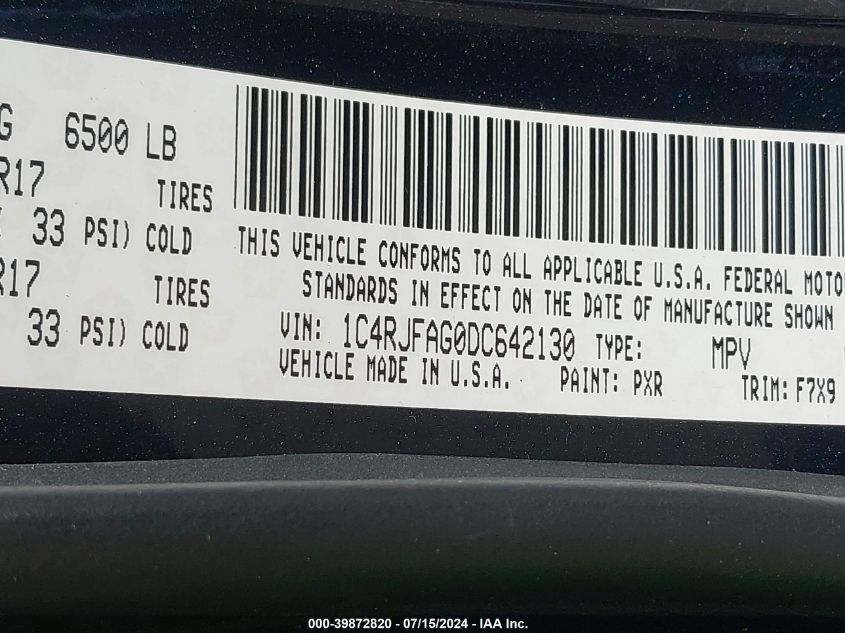 G 6500 LB
R17 TIRES
33 PSI) COLD
R17 TIRES
33 PSI) COLD
THIS VEHICLE CONFORMS TO ALL APPLICABLE U.S.A. FEDERAL MOTO
STANDARDS IN EFFECT ON THE DATE OF MANUFACTURE SHOWN
VIN: 1C4RJFAG0DC642130 TYPE: MPV
VEHICLE MADE IN U.S.A. PAINT: PXR TRIM: F7X9
000-39872820 - 07/15/2024 - IAA Inc.